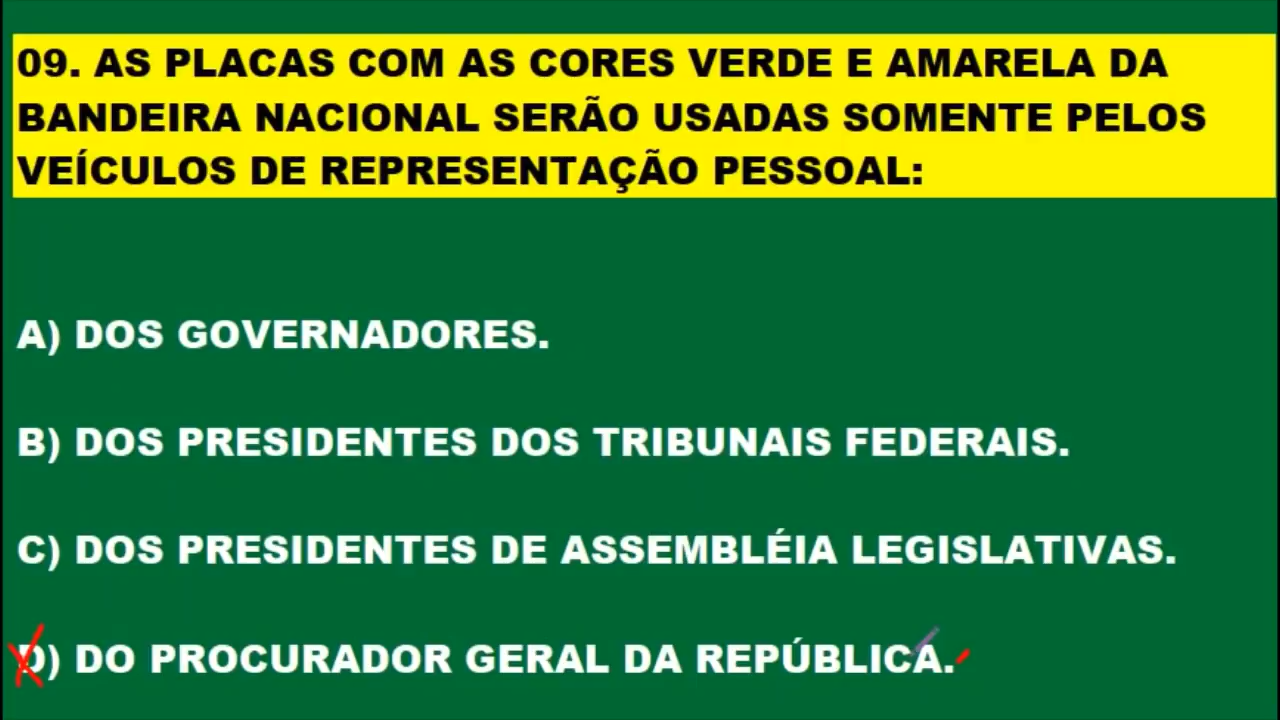 09. AS PLACAS COM AS CORES VERDE E AMARELA DA
BANDEIRA NACIONAL SERÃO USADAS SOMENTE PELOS
VEÍCULOS DE REPRESENTAÇÃO PESSOAL:
A) DOS GOVERNADORES.
B) DOS PRESIDENTES DOS TRIBUNAIS FEDERAIS.
C) DOS PRESIDENTES DE ASSEMBLÉIA LEGISLATIVAS.
D) DO PROCURADOR GERAL DA REPÚBLICA.